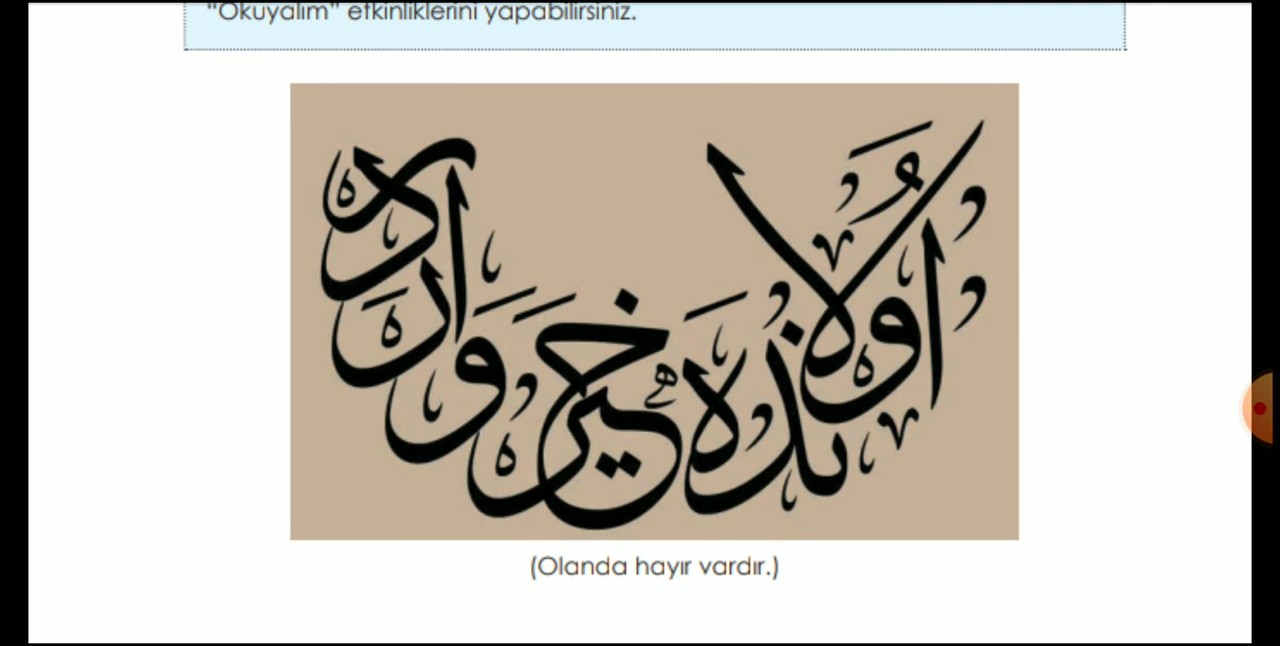 "Okuyalım" etkinliklerini yapabilirsiniz.
اولانده خير واردر
(Olanda hayır vardır.)